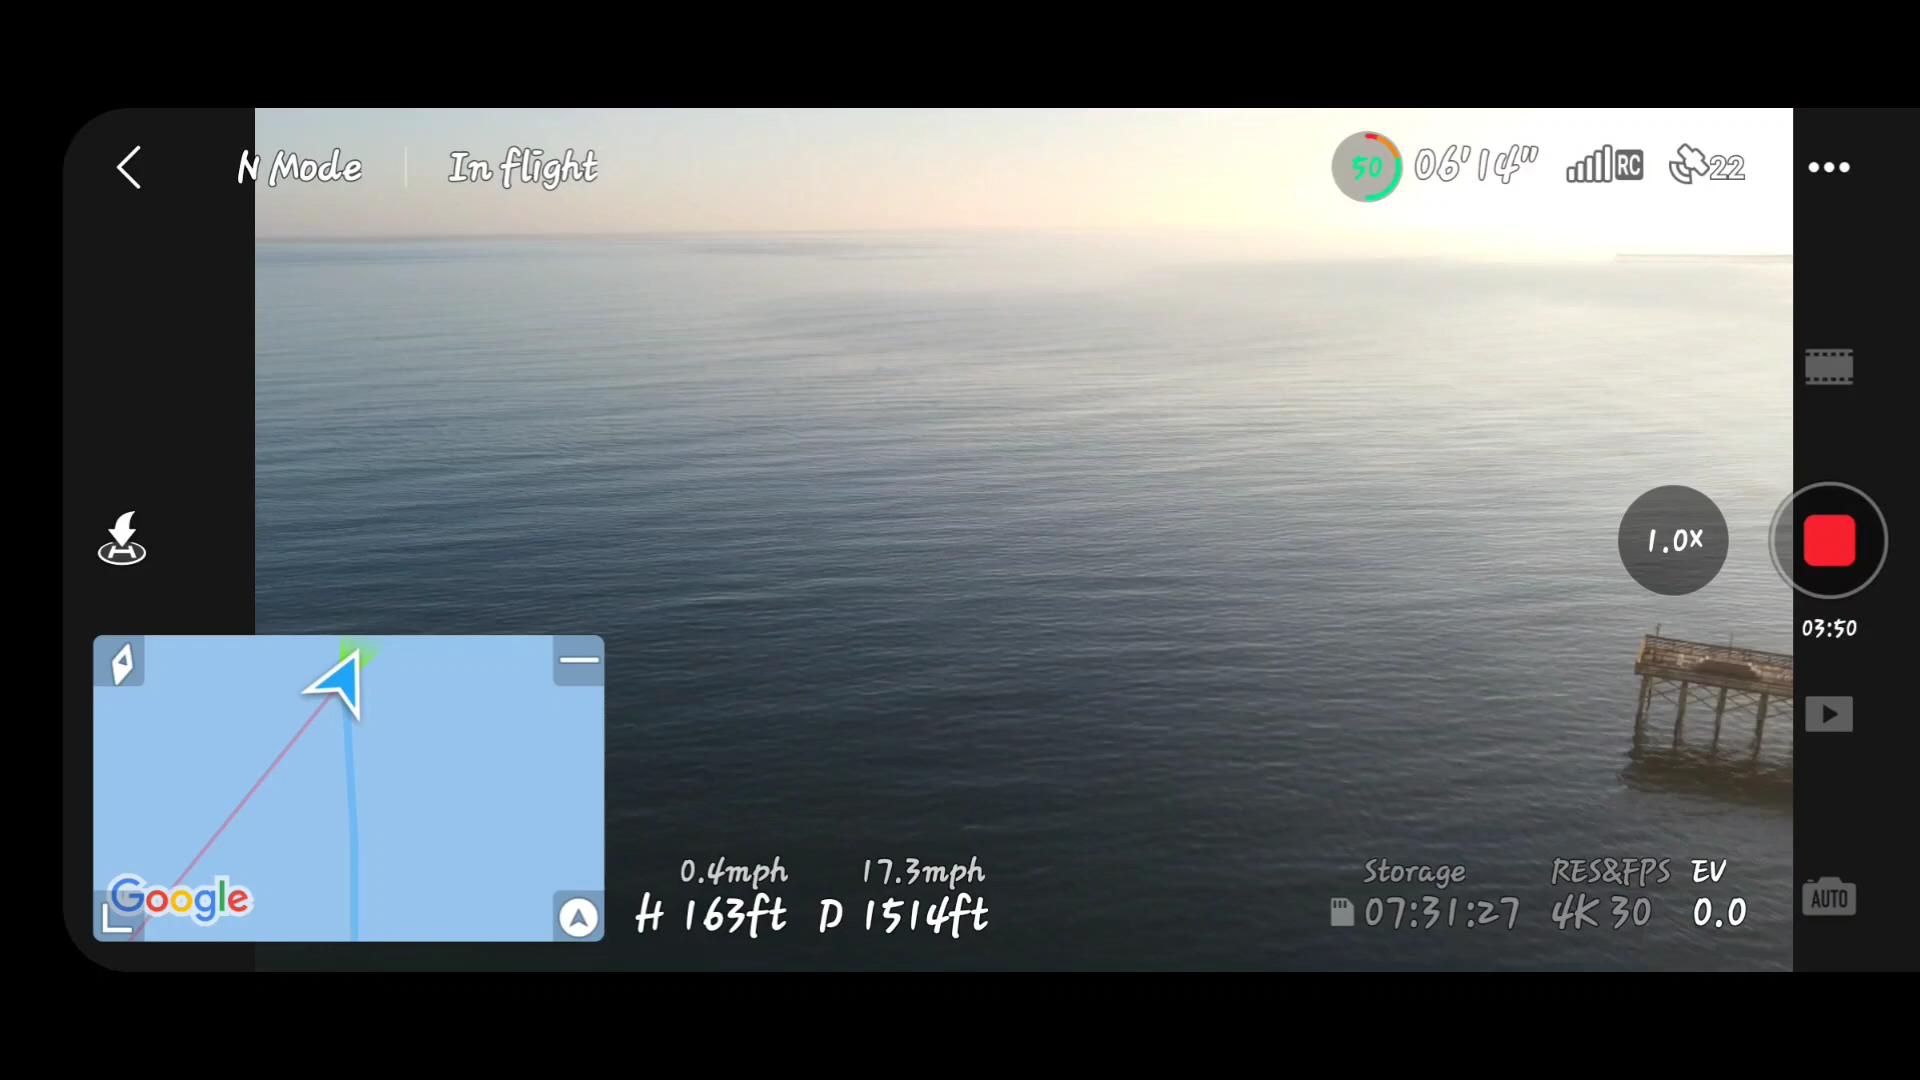 N Mode In flight 50 06'14" RC 22
1.0×
03:50
Google
0.4mph 17.3mph
H 163ft D 1514ft
Storage RES&FPS EV
07:31:27 4K 30 0.0
AUTO